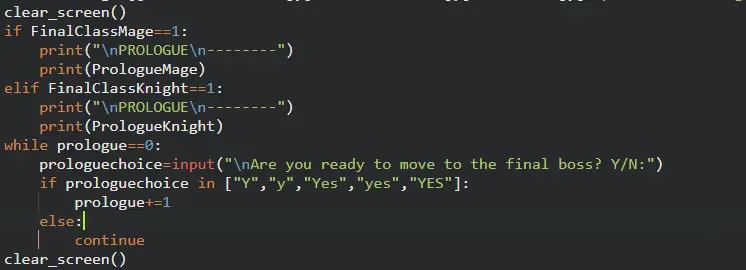 clear_screen()
if FinalClassMage==1:
    print("\nPROLOGUE\n--------")
    print(PrologueMage)
elif FinalClassKnight==1:
    print("\nPROLOGUE\n--------")
    print(PrologueKnight)
while prologue==0:
    prologuechoice=input("\nAre you ready to move to the final boss? Y/N:")
    if prologuechoice in ["Y","y","Yes","yes","YES"]:
        prologue+=1
    else:
        continue
clear_screen()